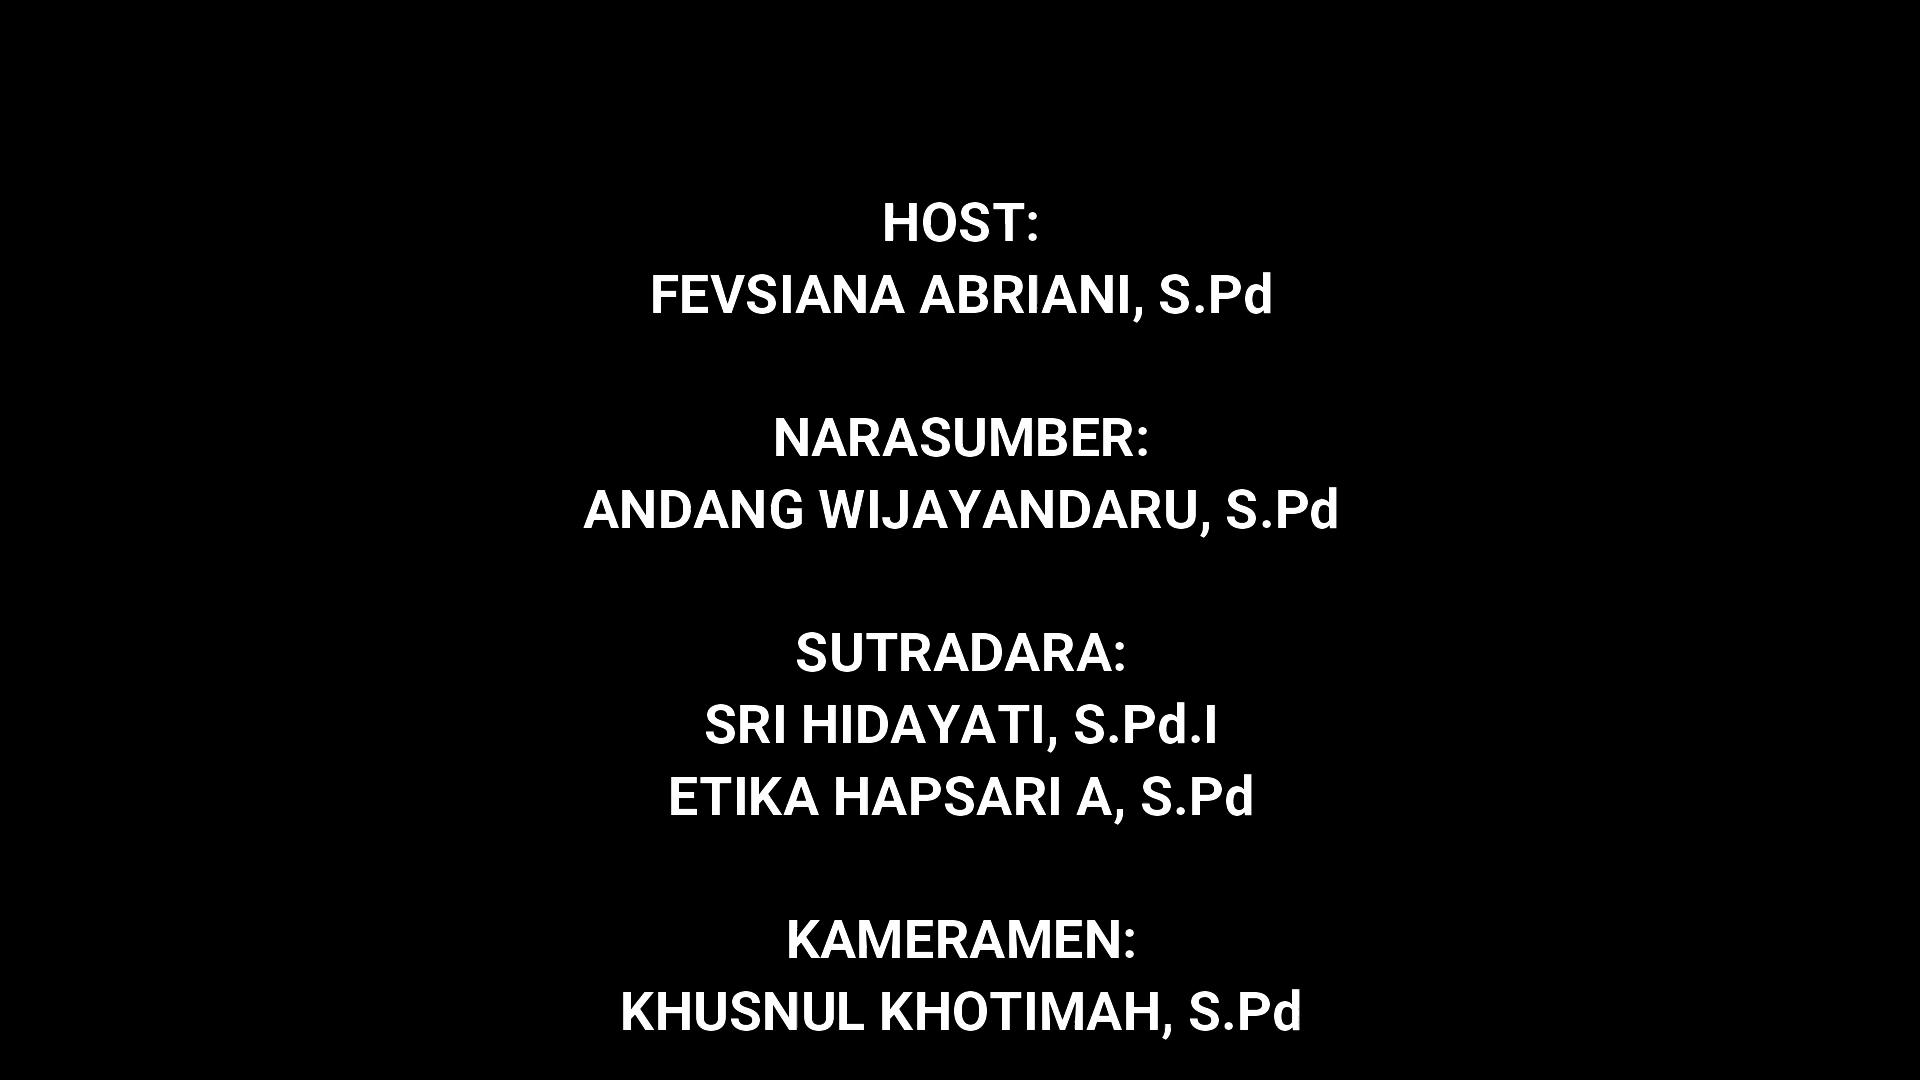 HOST:
FEVSIANA ABRIANI, S.Pd
NARASUMBER:
ANDANG WIJAYANDARU, S.Pd
SUTRADARA:
SRI HIDAYATI, S.Pd.I
ETIKA HAPSARI A, S.Pd
KAMERAMEN:
KHUSNUL KHOTIMAH, S.Pd